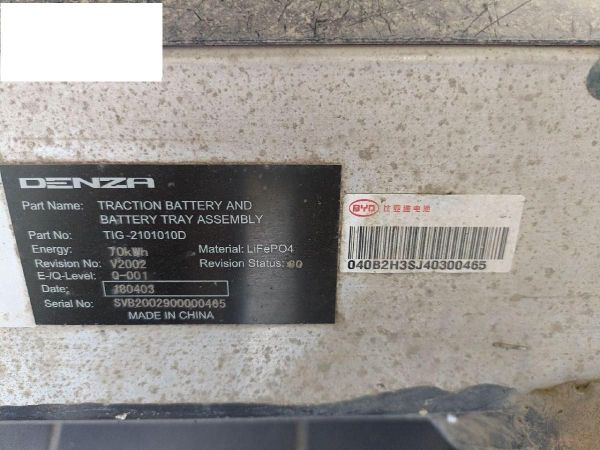 DENZA
Part Name: TRACTION BATTERY AND
BATTERY TRAY ASSEMBLY
Part No: TIG-2101010D
Energy: 70kWh Material: LiFePO4
Revision No: V2002 Revision Status: 00
E-/Q-Level: Q-001
Date: 180403
Serial No: SVB2002900000465
MADE IN CHINA
BYD 比亚迪电池
040B2H3SJ40300465